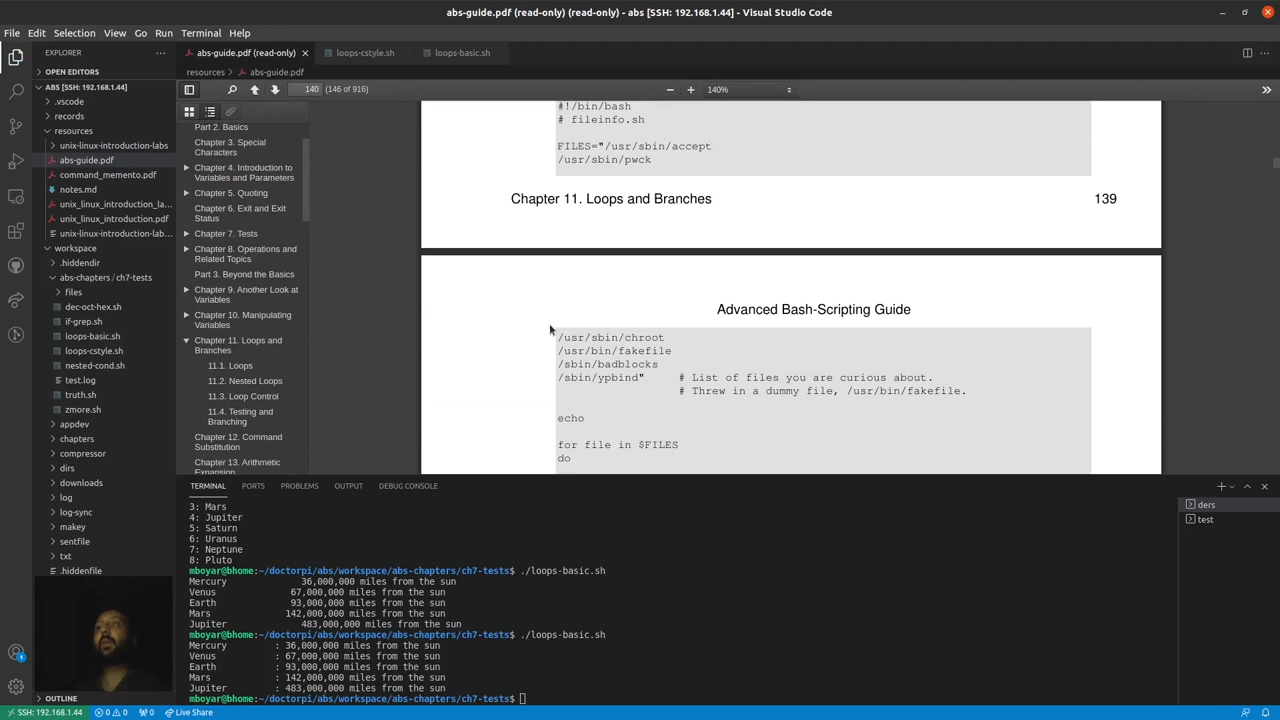 abs-guide.pdf (read-only) (read-only) - abs [SSH: 192.168.1.44] - Visual Studio Code
File Edit Selection View Go Run Terminal Help
EXPLORER
OPEN EDITORS
ABS [SSH: 192.168.1.44]
.vscode
records
resources
unix-linux-introduction-labs
abs-guide.pdf
command_memento.pdf
notes.md
unix_linux_introduction_la...
unix_linux_introduction.pdf
unix-linux-introduction-lab...
workspace
.hiddendir
abs-chapters / ch7-tests
files
dec-oct-hex.sh
if-grep.sh
loops-basic.sh
loops-cstyle.sh
nested-cond.sh
test.log
truth.sh
zmore.sh
appdev
chapters
compressor
dirs
downloads
log
log-sync
makey
sentfile
txt
.hiddenfile
OUTLINE
abs-guide.pdf (read-only)
loops-cstyle.sh
loops-basic.sh
resources > abs-guide.pdf
140 (146 of 916)
140%
Part 2. Basics
Chapter 3. Special
Characters
Chapter 4. Introduction to
Variables and Parameters
Chapter 5. Quoting
Chapter 6. Exit and Exit
Status
Chapter 7. Tests
Chapter 8. Operations and
Related Topics
Part 3. Beyond the Basics
Chapter 9. Another Look at
Variables
Chapter 10. Manipulating
Variables
Chapter 11. Loops and
Branches
11.1. Loops
11.2. Nested Loops
11.3. Loop Control
11.4. Testing and
Branching
Chapter 12. Command
Substitution
Chapter 13. Arithmetic
Expansion
#!/bin/bash
# fileinfo.sh
FILES="/usr/sbin/accept
/usr/sbin/pwck
Chapter 11. Loops and Branches 139
Advanced Bash-Scripting Guide
/usr/sbin/chroot
/usr/bin/fakefile
/sbin/badblocks
/sbin/ypbind" # List of files you are curious about.
# Threw in a dummy file, /usr/bin/fakefile.
echo
for file in $FILES
do
TERMINAL PORTS PROBLEMS OUTPUT DEBUG CONSOLE
3: Mars
4: Jupiter
5: Saturn
6: Uranus
7: Neptune
8: Pluto
mboyar@bhome:~/doctorpi/abs/workspace/abs-chapters/ch7-tests$ ./loops-basic.sh
Mercury 36,000,000 miles from the sun
Venus 67,000,000 miles from the sun
Earth 93,000,000 miles from the sun
Mars 142,000,000 miles from the sun
Jupiter 483,000,000 miles from the sun
mboyar@bhome:~/doctorpi/abs/workspace/abs-chapters/ch7-tests$ ./loops-basic.sh
Mercury : 36,000,000 miles from the sun
Venus : 67,000,000 miles from the sun
Earth : 93,000,000 miles from the sun
Mars : 142,000,000 miles from the sun
Jupiter : 483,000,000 miles from the sun
mboyar@bhome:~/doctorpi/abs/workspace/abs-chapters/ch7-tests$
ders
test
1
SSH: 192.168.1.44 0 0 0 Live Share